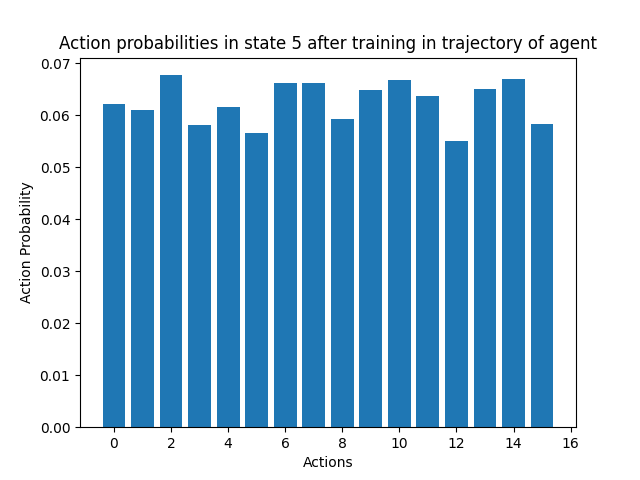 Action probabilities in state 5 after training in trajectory of agent
0.07
0.06
0.05
0.04
0.03
0.02
0.01
0.00
Action Probability
0 2 4 6 8 10 12 14 16
Actions